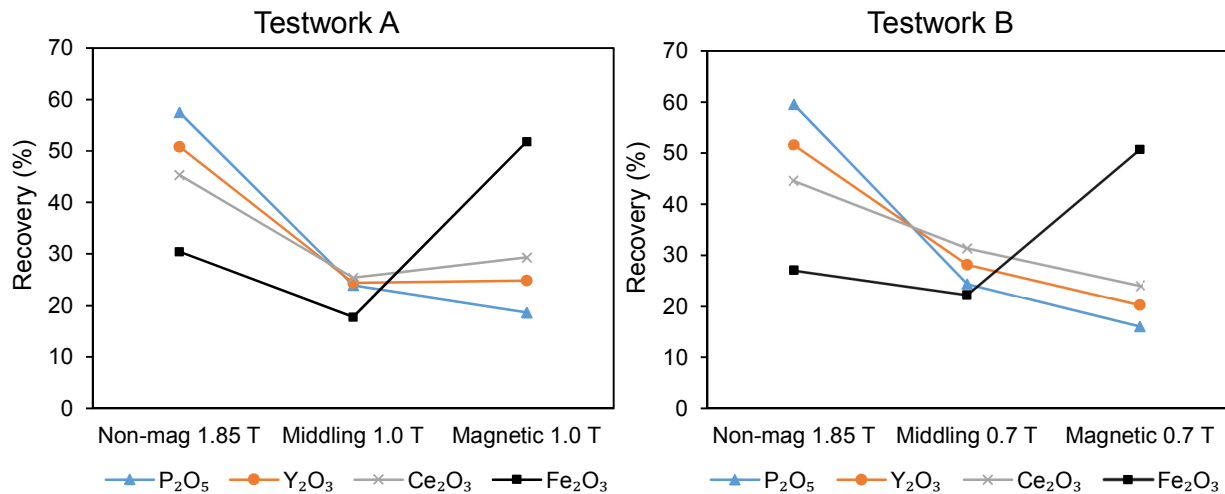 Testwork A
Recovery (%)
70
60
50
40
30
20
10
0
Non-mag 1.85 T Middling 1.0 T Magnetic 1.0 T
P₂O₅ Y₂O₃ Ce₂O₃ Fe₂O₃
Testwork B
Recovery (%)
70
60
50
40
30
20
10
0
Non-mag 1.85 T Middling 0.7 T Magnetic 0.7 T
P₂O₅ Y₂O₃ Ce₂O₃ Fe₂O₃